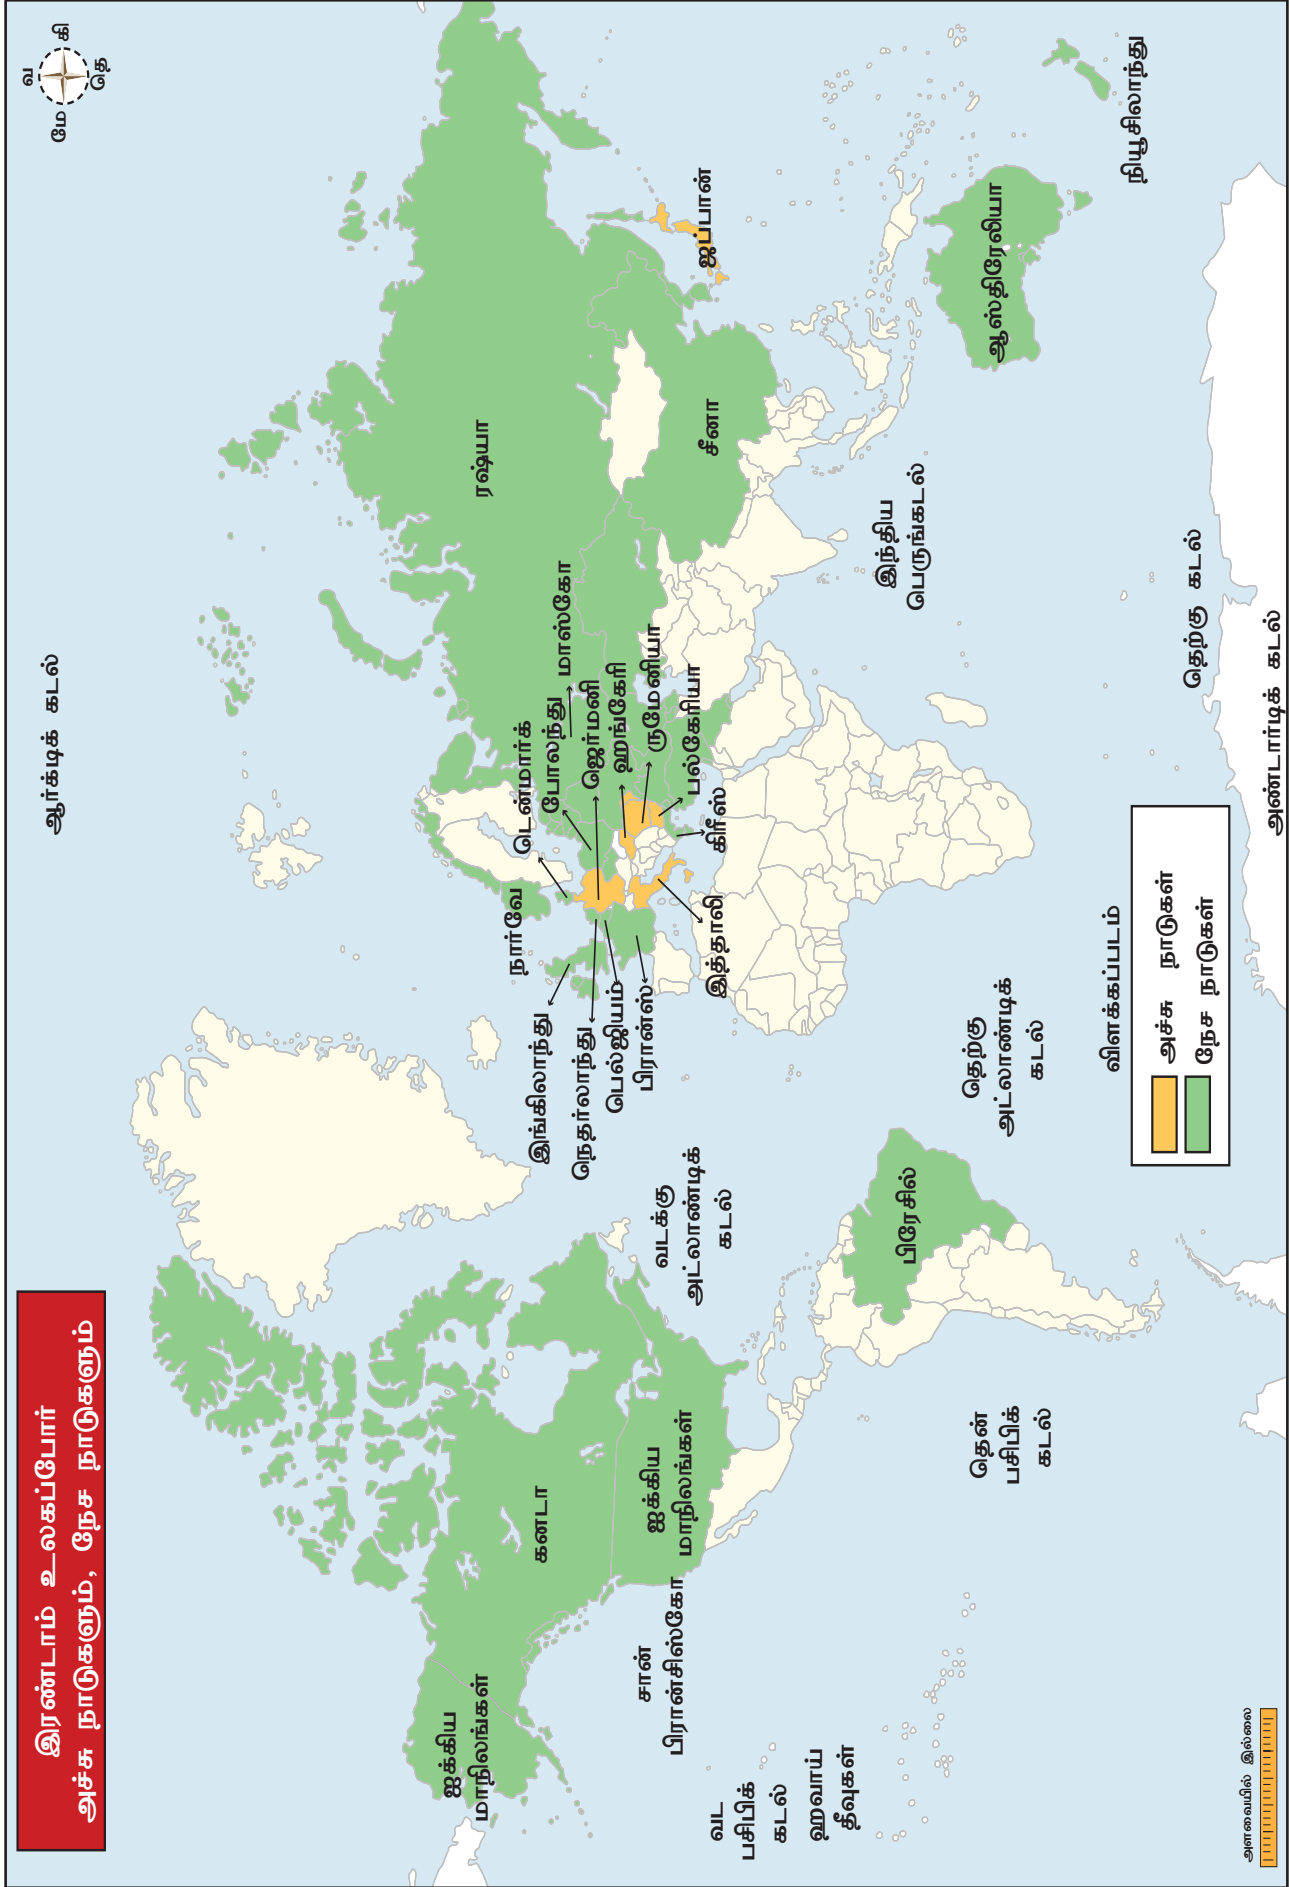 இரண்டாம் உலகப்போர்
அச்சு நாடுகளும், நேச நாடுகளும்
வ
மே
கி
தெ
ஆர்க்டிக் கடல்
ஐக்கிய
மாநிலங்கள்
கனடா
ஐக்கிய
மாநிலங்கள்
சான்
பிரான்சிஸ்கோ
வட
பசிபிக்
கடல்
ஹவாய்
தீவுகள்
வடக்கு
அட்லாண்டிக்
கடல்
இங்கிலாந்து
நெதர்லாந்து
பெல்ஜியம்
பிரான்ஸ்
நார்வே
டென்மார்க்
போலந்து
மாஸ்கோ
ஜெர்மனி
ஹங்கேரி
ருமேனியா
பல்கேரியா
கிரீஸ்
இத்தாலி
ரஷ்யா
சீனா
ஜப்பான்
பிரேசில்
தென்
பசிபிக்
கடல்
தெற்கு
அட்லாண்டிக்
கடல்
இந்திய
பெருங்கடல்
ஆஸ்திரேலியா
நியூசிலாந்து
தெற்கு கடல்
அண்டார்டிக் கடல்
விளக்கப்படம்
அச்சு நாடுகள்
நேச நாடுகள்
அளவையில் இல்லை